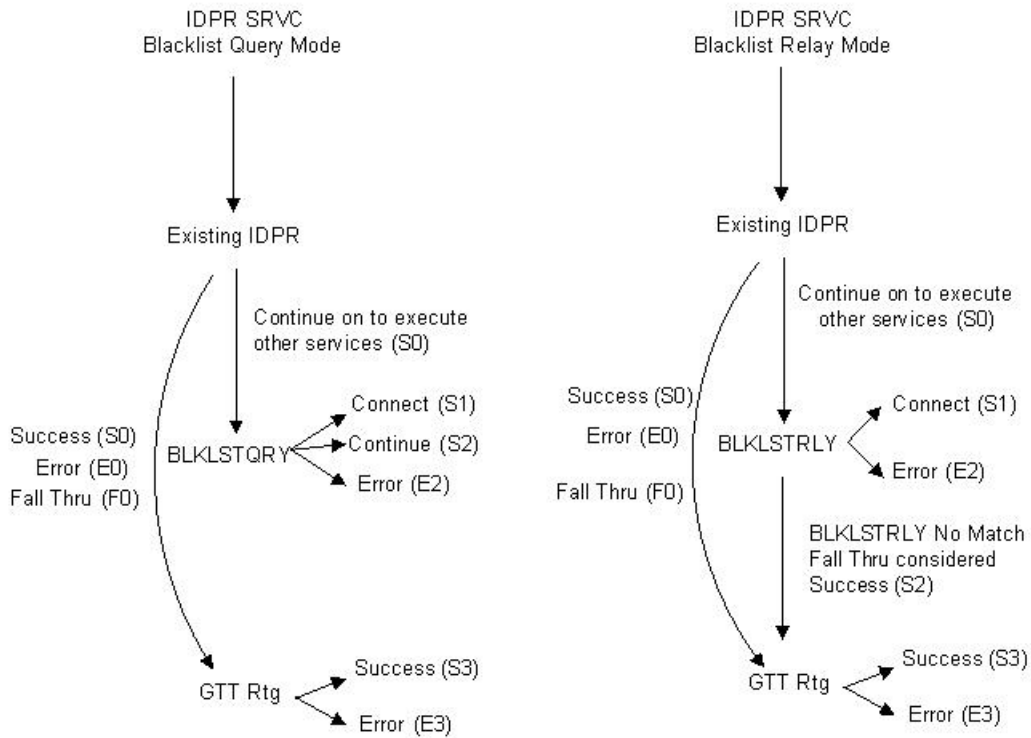 IDPR SRVC
Blacklist Query Mode
Existing IDPR
Continue on to execute
other services (S0)
Connect (S1)
Success (S0)
BLKLSTQRY
Continue (S2)
Error (E0)
Error (E2)
Fall Thru (F0)
Success (S3)
GTT Rtg
Error (E3)
IDPR SRVC
Blacklist Relay Mode
Existing IDPR
Continue on to execute
other services (S0)
Success (S0)
Connect (S1)
Error (E0)
BLKLSTRLY
Error (E2)
Fall Thru (F0)
BLKLSTRLY No Match
Fall Thru considered
Success (S2)
Success (S3)
GTT Rtg
Error (E3)